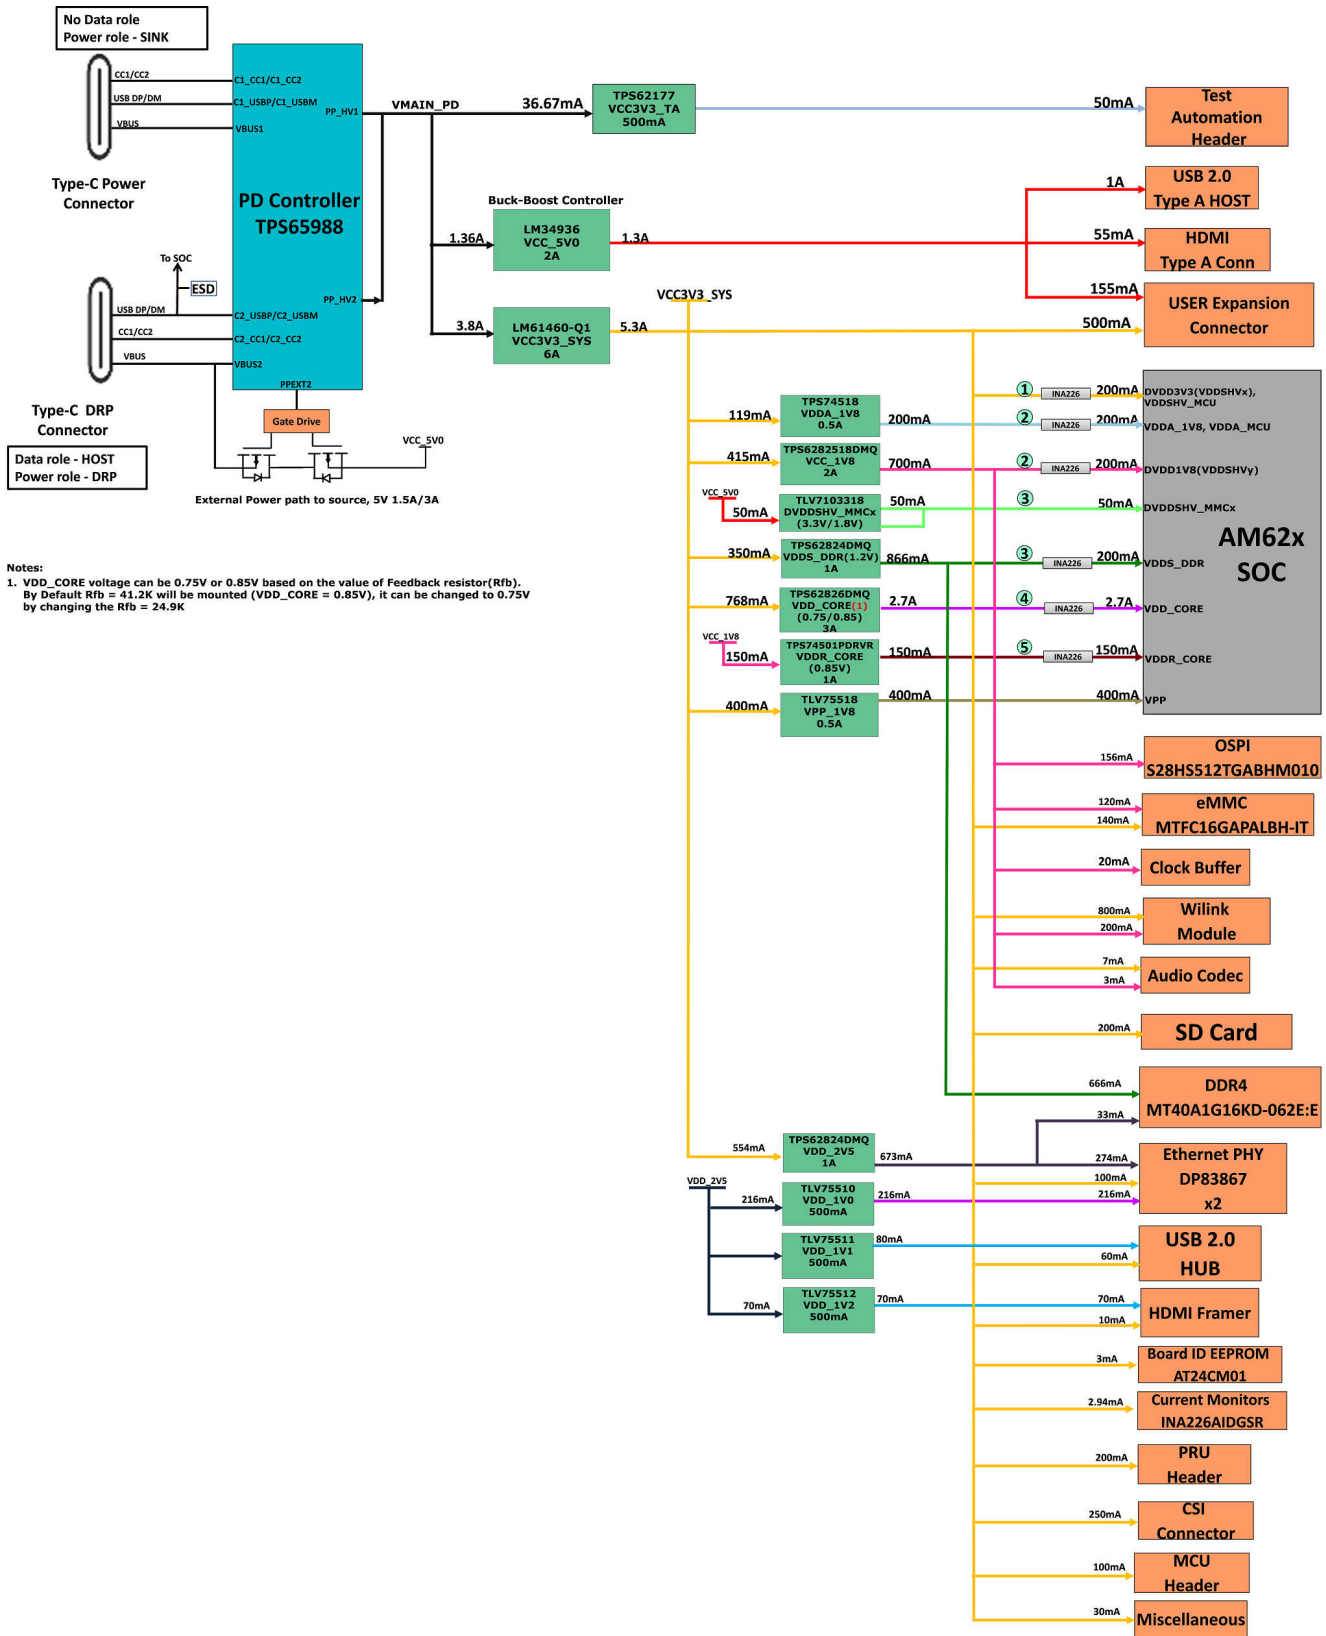 No Data role
Power role - SINK
CC1/CC2
USB DP/DM
VBUS
Type-C Power
Connector
C1_CC1/C1_CC2
C1_USBP/C1_USBM
PP_HV1
VBUS1
PD Controller
TPS65988
PP_HV2
C2_USBP/C2_USBM
C2_CC1/C2_CC2
VBUS2
PPEXT2
To SOC
ESD
USB DP/DM
CC1/CC2
VBUS
Type-C DRP
Connector
Data role - HOST
Power role - DRP
Gate Drive
VCC_5V0
External Power path to source, 5V 1.5A/3A
Notes:
1. VDD_CORE voltage can be 0.75V or 0.85V based on the value of Feedback resistor(Rfb).
By Default Rfb = 41.2K will be mounted (VDD_CORE = 0.85V), it can be changed to 0.75V
by changing the Rfb = 24.9K
VMAIN_PD
36.67mA
TPS62177
VCC3V3_TA
500mA
50mA
Test
Automation
Header
Buck-Boost Controller
1.36A
LM34936
VCC_5V0
2A
1.3A
1A
USB 2.0
Type A HOST
55mA
HDMI
Type A Conn
155mA
500mA
USER Expansion
Connector
3.8A
LM61460-Q1
VCC3V3_SYS
6A
5.3A
VCC3V3_SYS
1
INA226
200mA
DVDD3V3(VDDSHVx),
VDDSHV_MCU
119mA
TPS74518
VDDA_1V8
0.5A
200mA
2
INA226
200mA
VDDA_1V8, VDDA_MCU
415mA
TPS6282518DMQ
VCC_1V8
2A
700mA
2
INA226
200mA
DVDD1V8(VDDSHVy)
VCC_5V0
50mA
TLV7103318
DVDDSHV_MMCx
(3.3V/1.8V)
50mA
3
50mA
DVDDSHV_MMCx
AM62x
SOC
350mA
TPS62824DMQ
VDDS_DDR(1.2V)
1A
866mA
3
INA226
200mA
VDDS_DDR
768mA
TPS62826DMQ
VDD_CORE(1)
(0.75/0.85)
3A
2.7A
4
INA226
2.7A
VDD_CORE
VCC_1V8
150mA
TPS74501PDRVR
VDDR_CORE
(0.85V)
1A
150mA
5
INA226
150mA
VDDR_CORE
400mA
TLV75518
VPP_1V8
0.5A
400mA
400mA
VPP
156mA
OSPI
S28HS512TGABHM010
120mA
140mA
eMMC
MTFC16GAPALBH-IT
20mA
Clock Buffer
800mA
200mA
Wilink
Module
7mA
3mA
Audio Codec
200mA
SD Card
666mA
33mA
DDR4
MT40A1G16KD-062E:E
554mA
TPS62824DMQ
VDD_2V5
1A
673mA
274mA
100mA
216mA
Ethernet PHY
DP83867
x2
VDD_2V5
216mA
TLV75510
VDD_1V0
500mA
216mA
TLV75511
VDD_1V1
500mA
80mA
60mA
USB 2.0
HUB
70mA
TLV75512
VDD_1V2
500mA
70mA
70mA
10mA
HDMI Framer
3mA
Board ID EEPROM
AT24CM01
2.94mA
Current Monitors
INA226AIDGSR
200mA
PRU
Header
250mA
CSI
Connector
100mA
MCU
Header
30mA
Miscellaneous